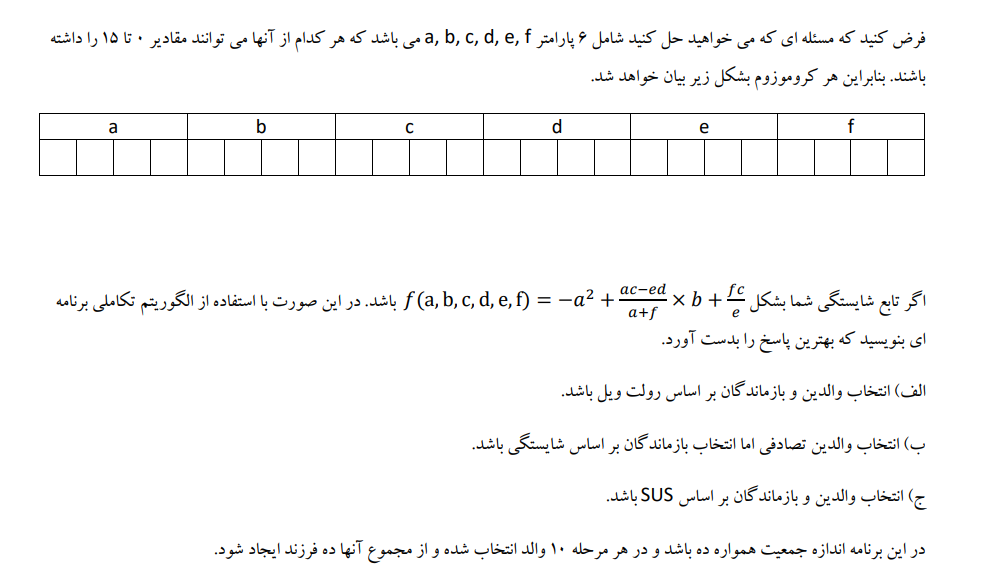 فرض کنید که مسئله ای که می خواهید حل کنید شامل ۶ پارامتر a, b, c, d, e, f می باشد که هر کدام از آنها می توانند مقادیر ۰ تا ۱۵ را داشته
باشند. بنابراین هر کروموزوم بشکل زیر بیان خواهد شد.
a b c d e f
اگر تابع شایستگی شما بشکل f(a, b, c, d, e, f) = −a² + \frac{ac−ed}{a+f} × b + \frac{fc}{e} باشد. در این صورت با استفاده از الگوریتم تکاملی برنامه
ای بنویسید که بهترین پاسخ را بدست آورد.
الف) انتخاب والدین و بازماندگان بر اساس رولت ویل باشد.
ب) انتخاب والدین تصادفی اما انتخاب بازماندگان بر اساس شایستگی باشد.
ج) انتخاب والدین و بازماندگان بر اساس SUS باشد.
در این برنامه اندازه جمعیت همواره ده باشد و در هر مرحله ۱۰ والد انتخاب شده و از مجموع آنها ده فرزند ایجاد شود.